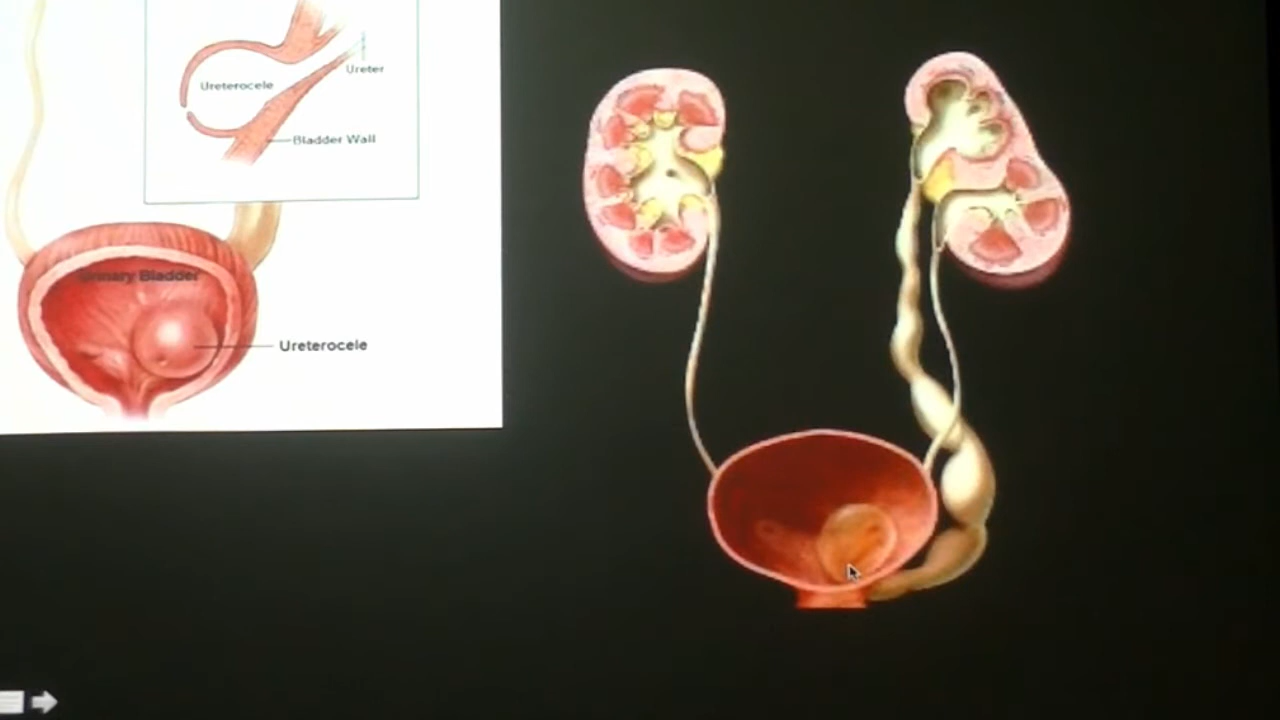 Ureterocele
Ureter
Bladder Wall
Urinary Bladder
Ureterocele